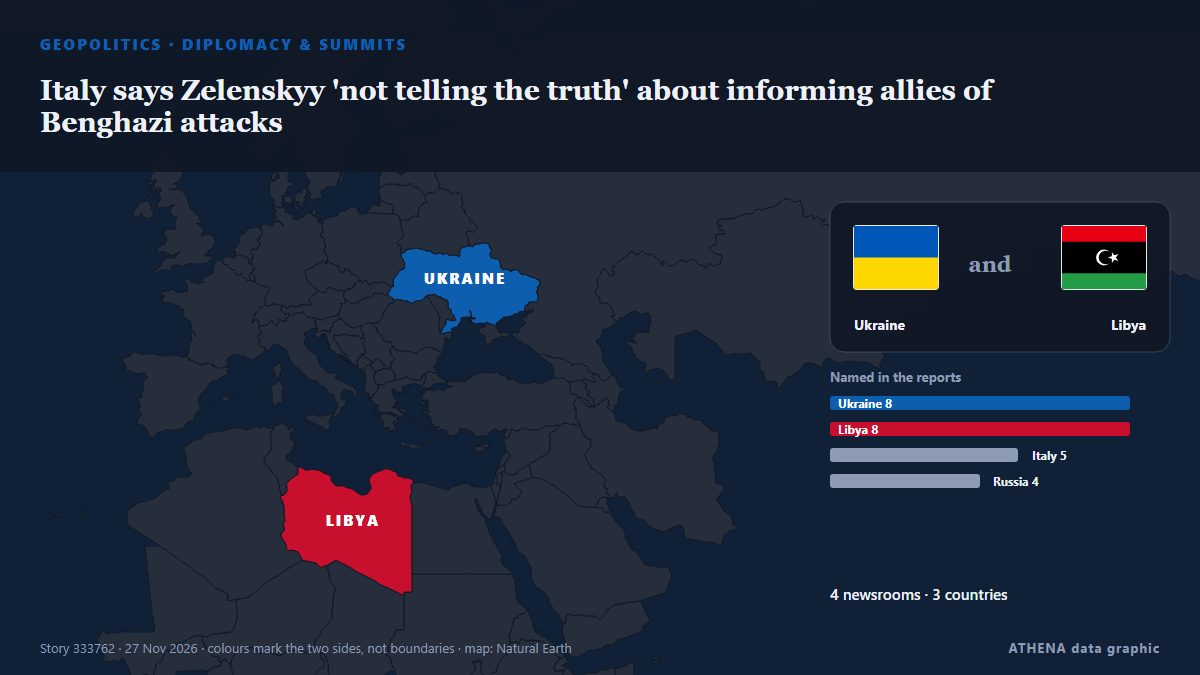 GEOPOLITICS · DIPLOMACY & SUMMITS
Italy says Zelenskyy 'not telling the truth' about informing allies of
Benghazi attacks
UKRAINE
LIBYA
and
Ukraine
Libya
Named in the reports
Ukraine 8
Libya 8
Italy 5
Russia 4
4 newsrooms · 3 countries
Story 333762 · 27 Nov 2026 · colours mark the two sides, not boundaries · map: Natural Earth
ATHENA data graphic